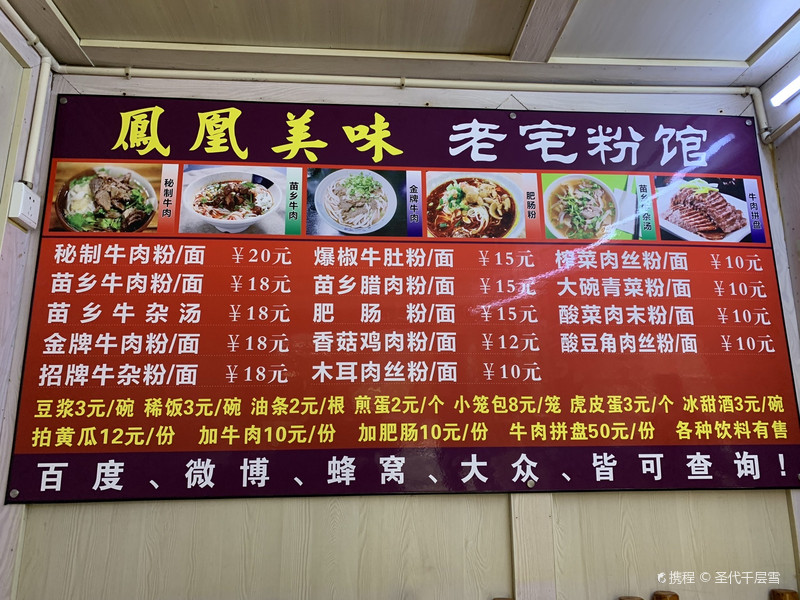 鳳凰美味 老宅粉馆
秘制牛肉
苗乡牛肉
金牌牛肉
肥肠粉
苗乡牛杂汤
牛肉拼盘
秘制牛肉粉/面 ￥20元 爆椒牛肚粉/面 ￥15元 榨菜肉丝粉/面 ￥10元
苗乡牛肉粉/面 ￥18元 苗乡腊肉粉/面 ￥15元 大碗青菜粉/面 ￥10元
苗乡牛杂汤 ￥18元 肥肠粉/面 ￥15元 酸菜肉末粉/面 ￥10元
金牌牛肉粉/面 ￥18元 香菇鸡肉粉/面 ￥12元 酸豆角肉丝粉/面 ￥10元
招牌牛杂粉/面 ￥18元 木耳肉丝粉/面 ￥10元
豆浆3元/碗 稀饭3元/碗 油条2元/根 煎蛋2元/个 小笼包8元/笼 虎皮蛋3元/个 冰甜酒3元/碗
拍黄瓜12元/份 加牛肉10元/份 加肥肠10元/份 牛肉拼盘50元/份 各种饮料有售
百度、微博、蜂窝、大众、皆可查询!
携程 © 圣代千层雪